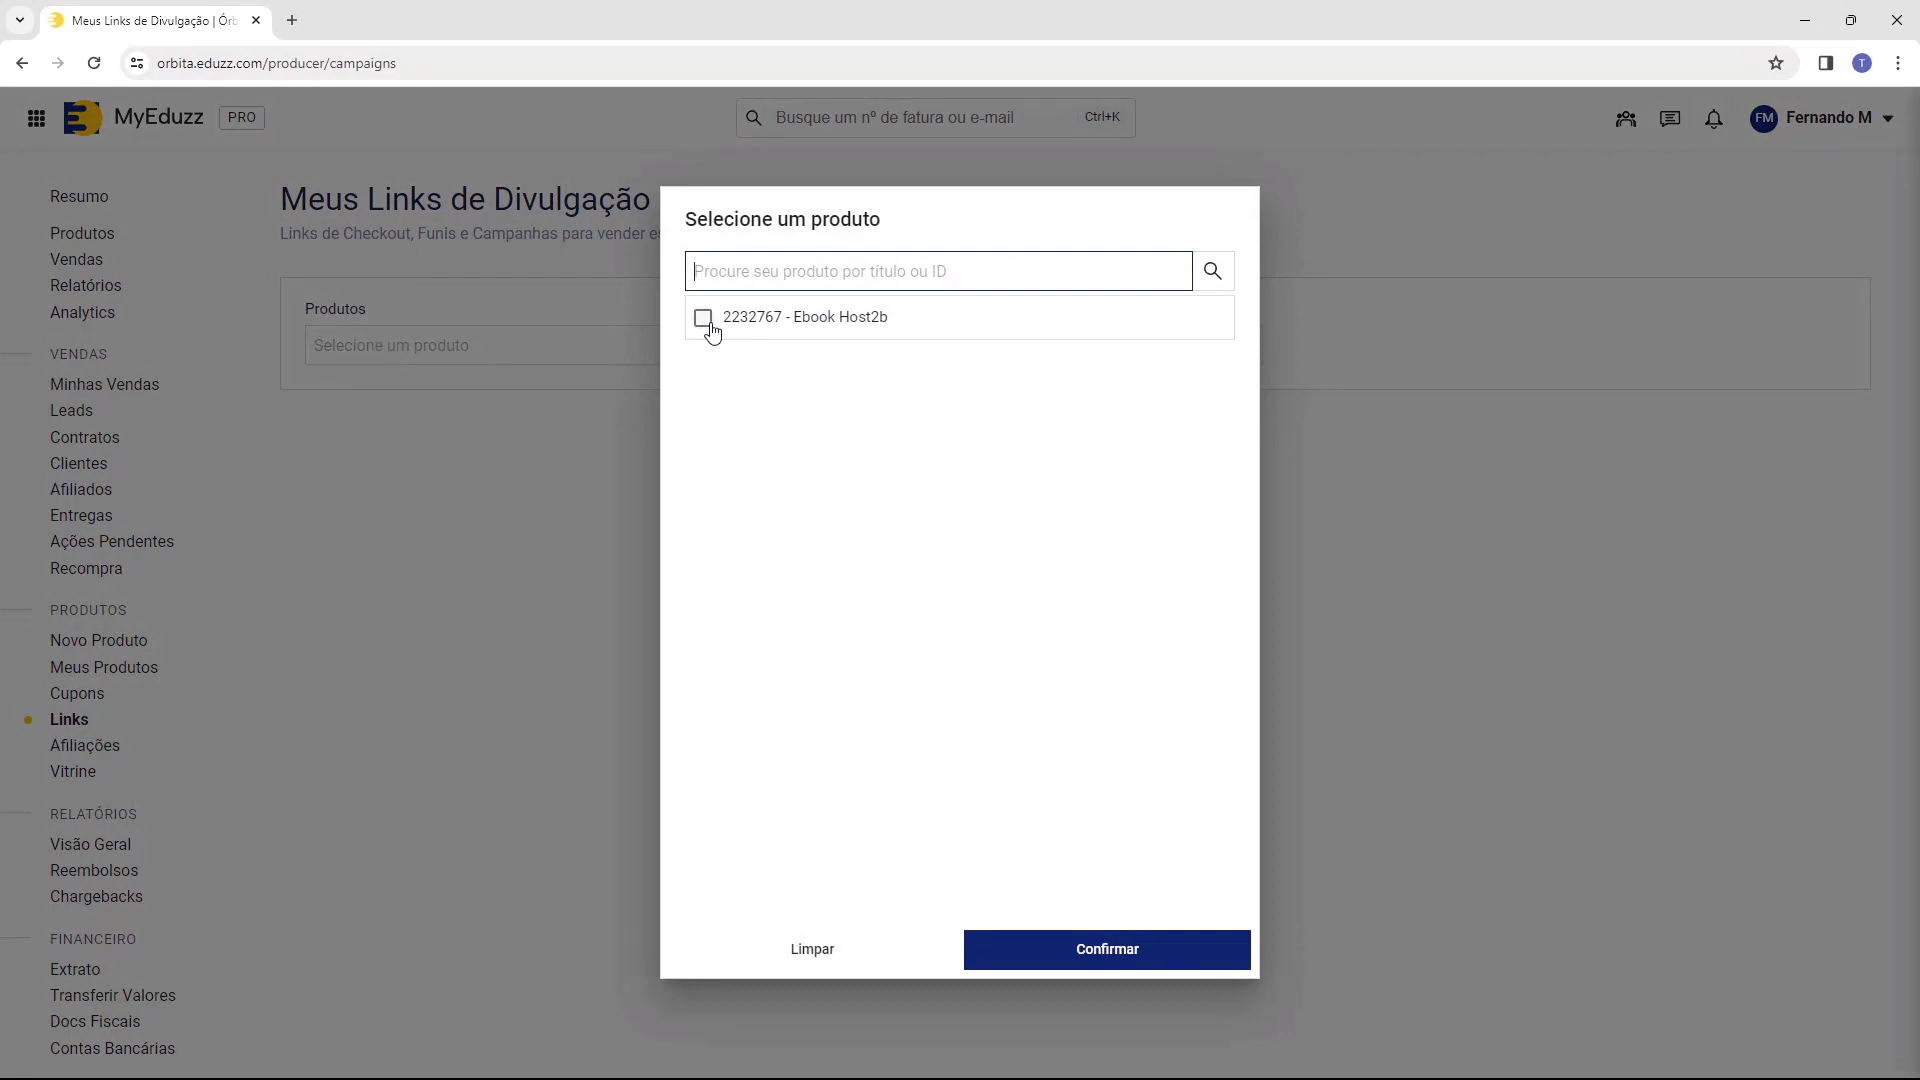 Meus Links de Divulgação | Órb
orbita.eduzz.com/producer/campaigns
T
MyEduzz
PRO
Busque um nº de fatura ou e-mail
Ctrl+K
FM
Fernando M
Resumo
Produtos
Vendas
Relatórios
Analytics
VENDAS
Minhas Vendas
Leads
Contratos
Clientes
Afiliados
Entregas
Ações Pendentes
Recompra
PRODUTOS
Novo Produto
Meus Produtos
Cupons
Links
Afiliações
Vitrine
RELATÓRIOS
Visão Geral
Reembolsos
Chargebacks
FINANCEIRO
Extrato
Transferir Valores
Docs Fiscais
Contas Bancárias
Meus Links de Divulgação
Links de Checkout, Funis e Campanhas para vender
Produtos
Selecione um produto
Selecione um produto
Procure seu produto por título ou ID
2232767 - Ebook Host2b
Limpar
Confirmar